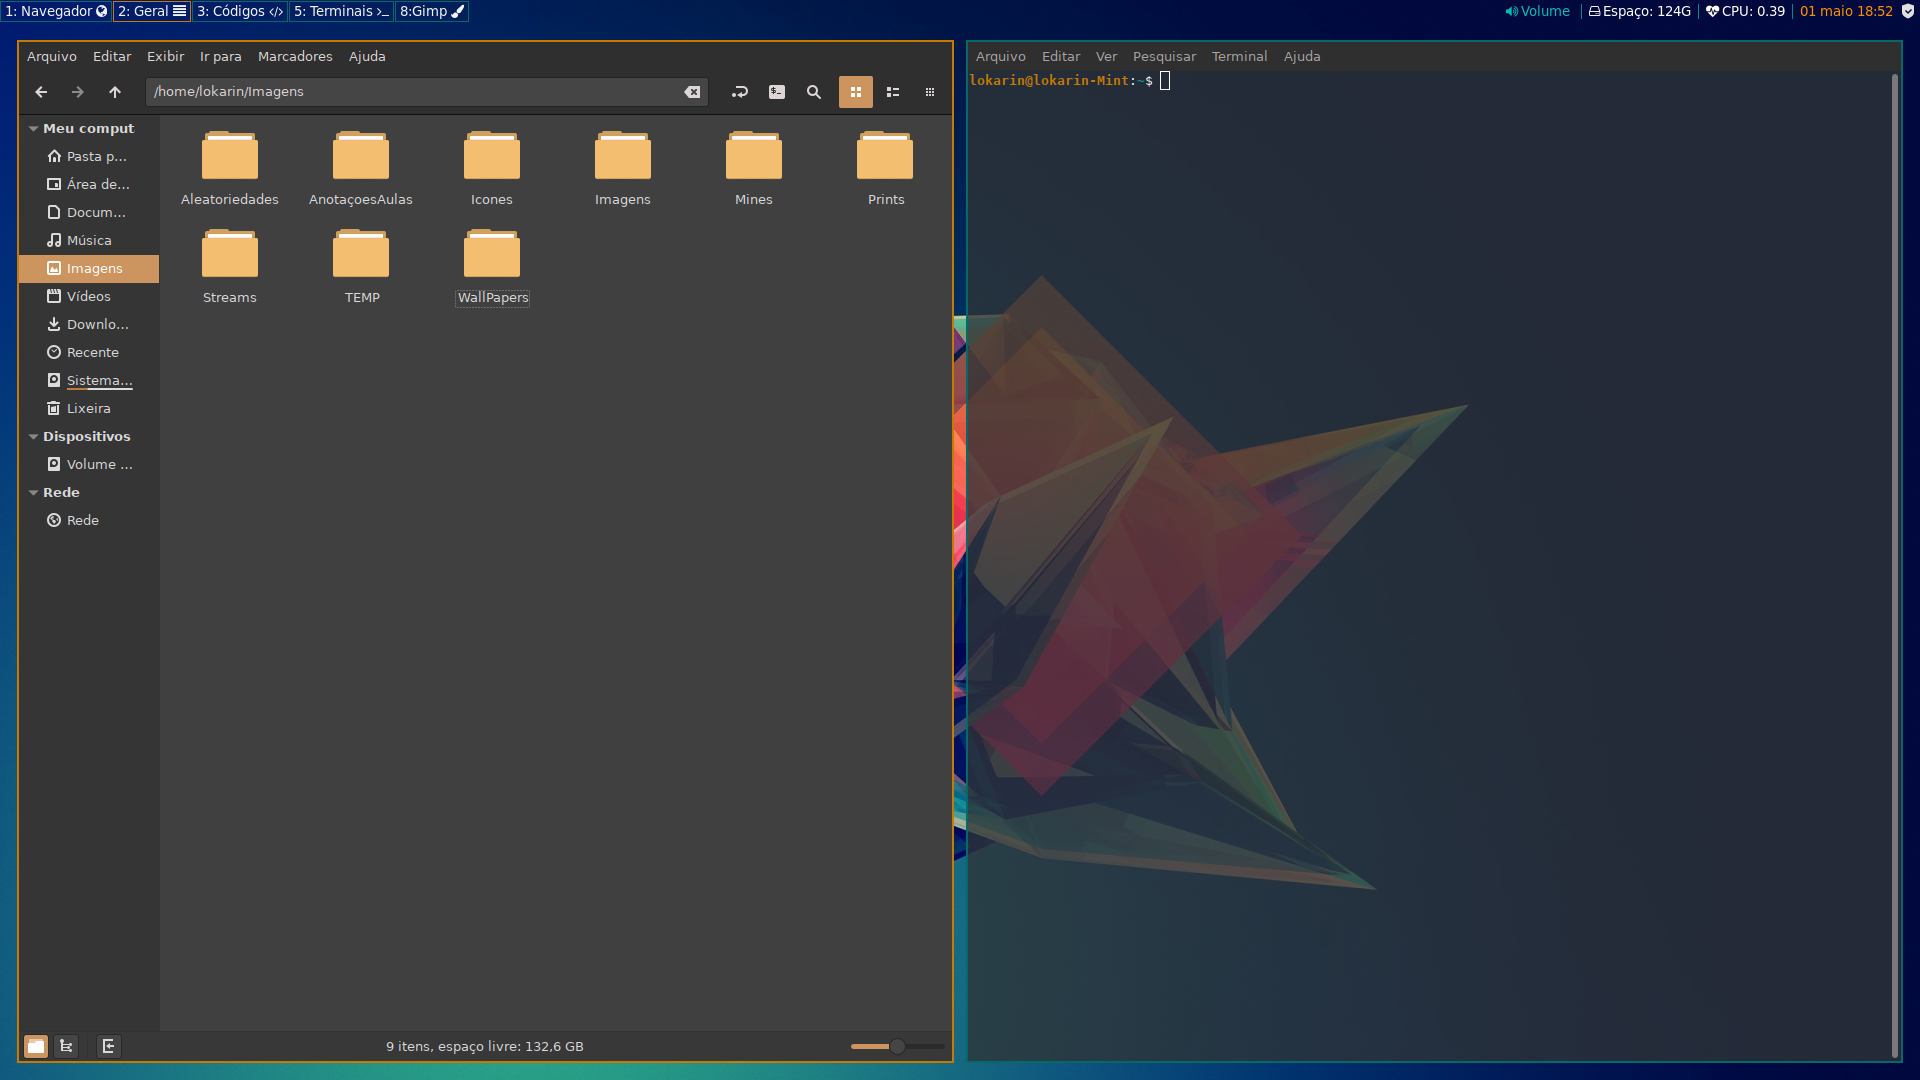 1: Navegador 2: Geral 3: Códigos 5: Terminais 8:Gimp Volume Espaço: 124G CPU: 0.39 01 maio 18:52
Arquivo Editar Exibir Ir para Marcadores Ajuda
/home/lokarin/Imagens
Meu comput
Pasta p...
Área de...
Docum...
Música
Imagens
Vídeos
Downlo...
Recente
Sistema...
Lixeira
Dispositivos
Volume ...
Rede
Rede
Aleatoriedades AnotaçoesAulas Icones Imagens Mines Prints
Streams TEMP WallPapers
9 itens, espaço livre: 132,6 GB
Arquivo Editar Ver Pesquisar Terminal Ajuda
lokarin@lokarin-Mint:~$